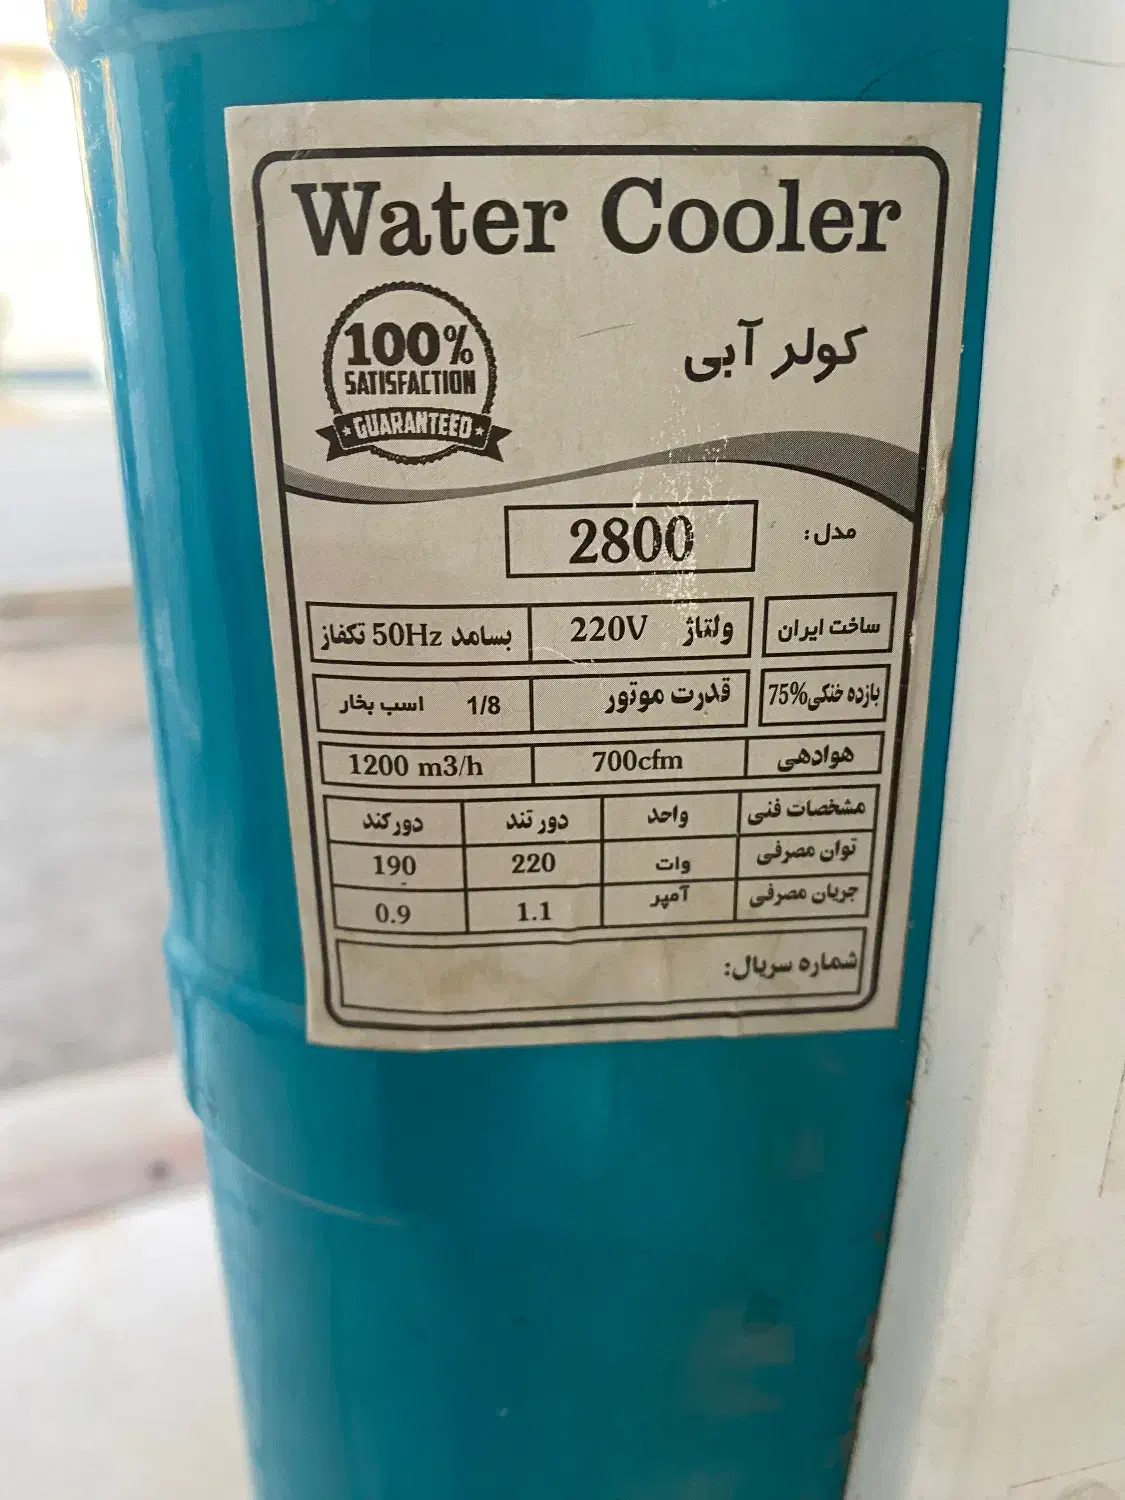 Water Cooler
100%
SATISFACTION
GUARANTEED
کولر آبی
مدل: 2800
ساخت ایران ولتاژ 220V بسامد 50Hz تکفاز
بازده خنکی 75% قدرت موتور 1/8 اسب بخار
هوادهی 700cfm 1200 m3/h
مشخصات فنی واحد دور تند دور کند
توان مصرفی وات 220 190
جریان مصرفی آمپر 1.1 0.9
شماره سریال: